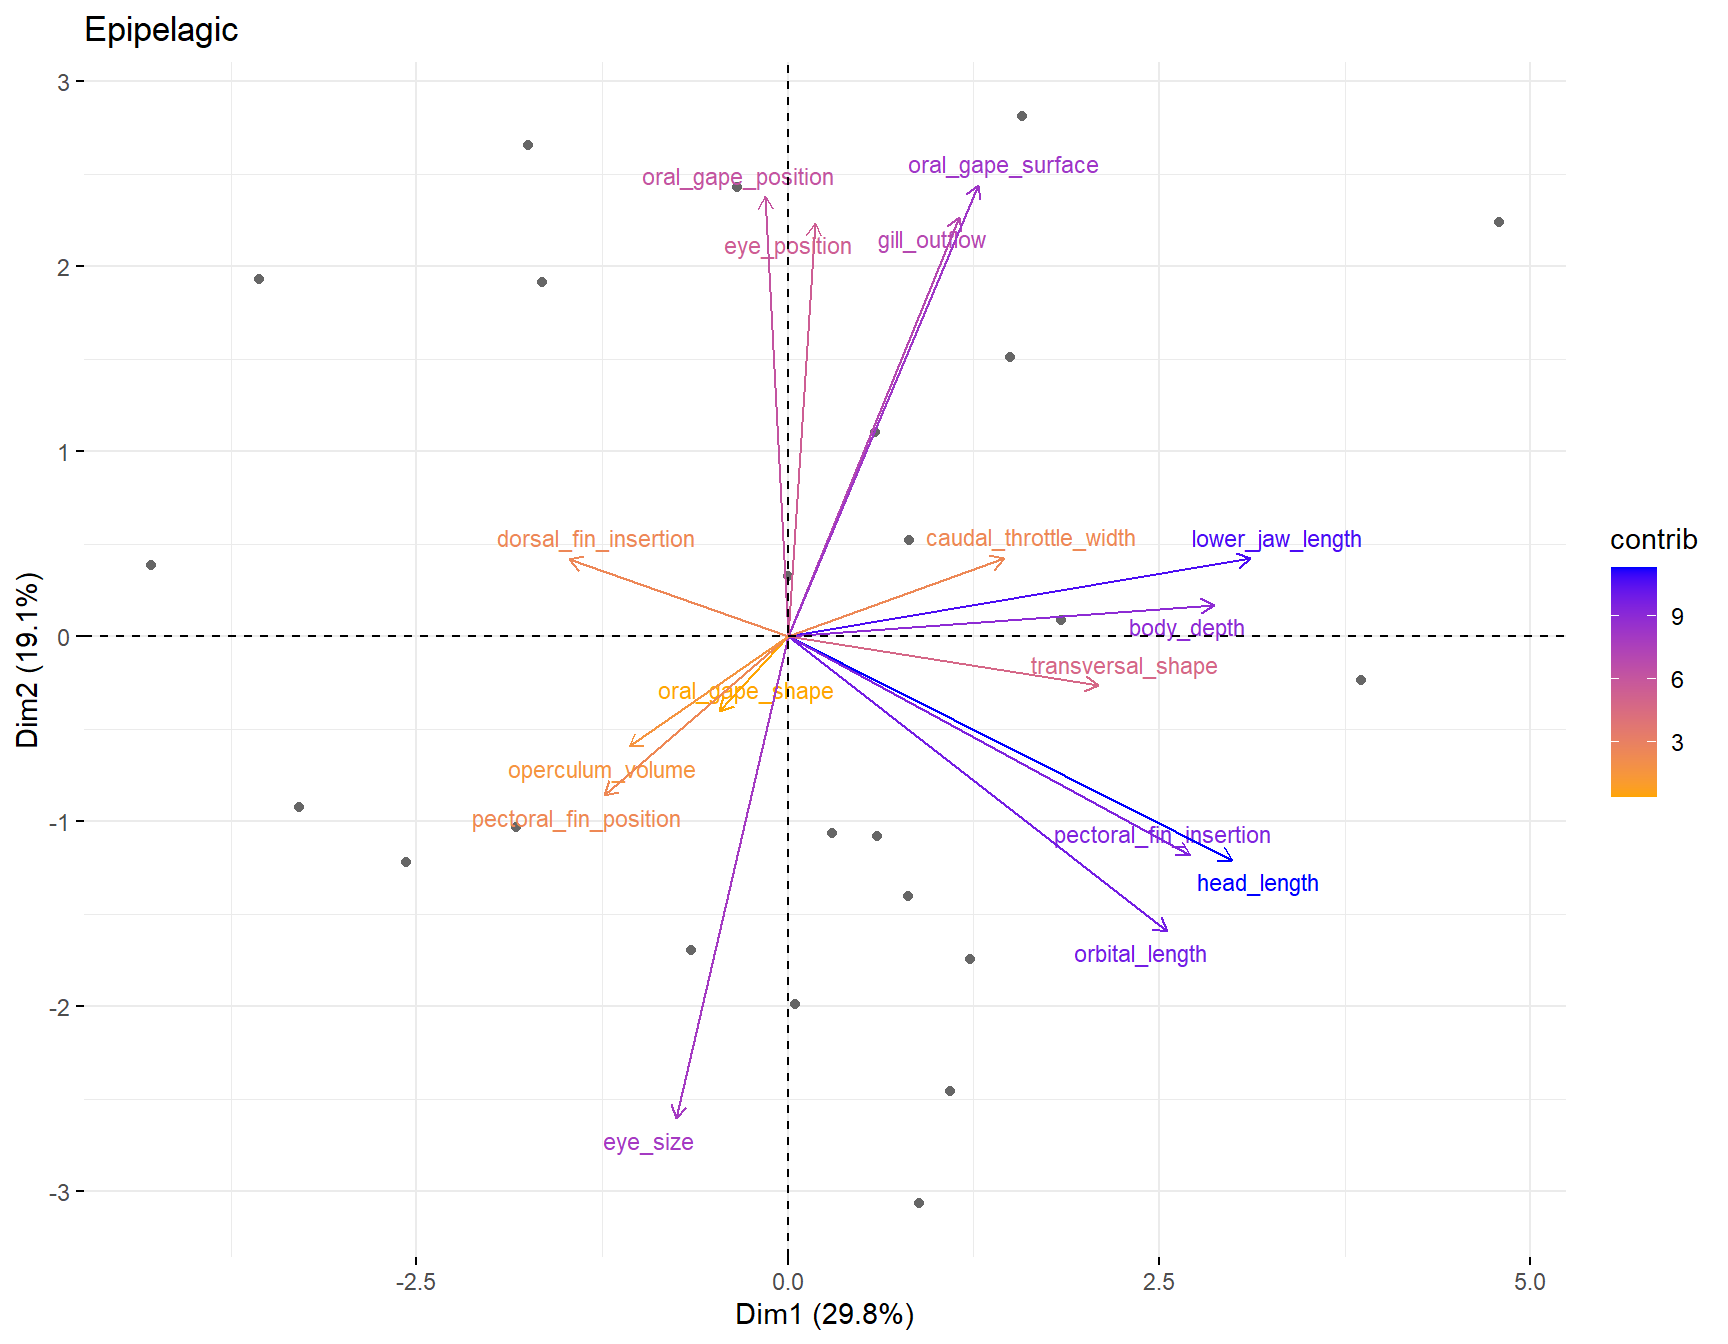 Epipelagic
3
2
1
0
-1
-2
-3
Dim2 (19.1%)
oral_gape_surface
oral_gape_position
gill_outflow
eye_position
dorsal_fin_insertion
caudal_throttle_width
lower_jaw_length
body_depth
transversal_shape
oral_gape_shape
operculum_volume
pectoral_fin_position
pectoral_fin_insertion
head_length
orbital_length
eye_size
-2.5
0.0
2.5
5.0
Dim1 (29.8%)
contrib
9
6
3